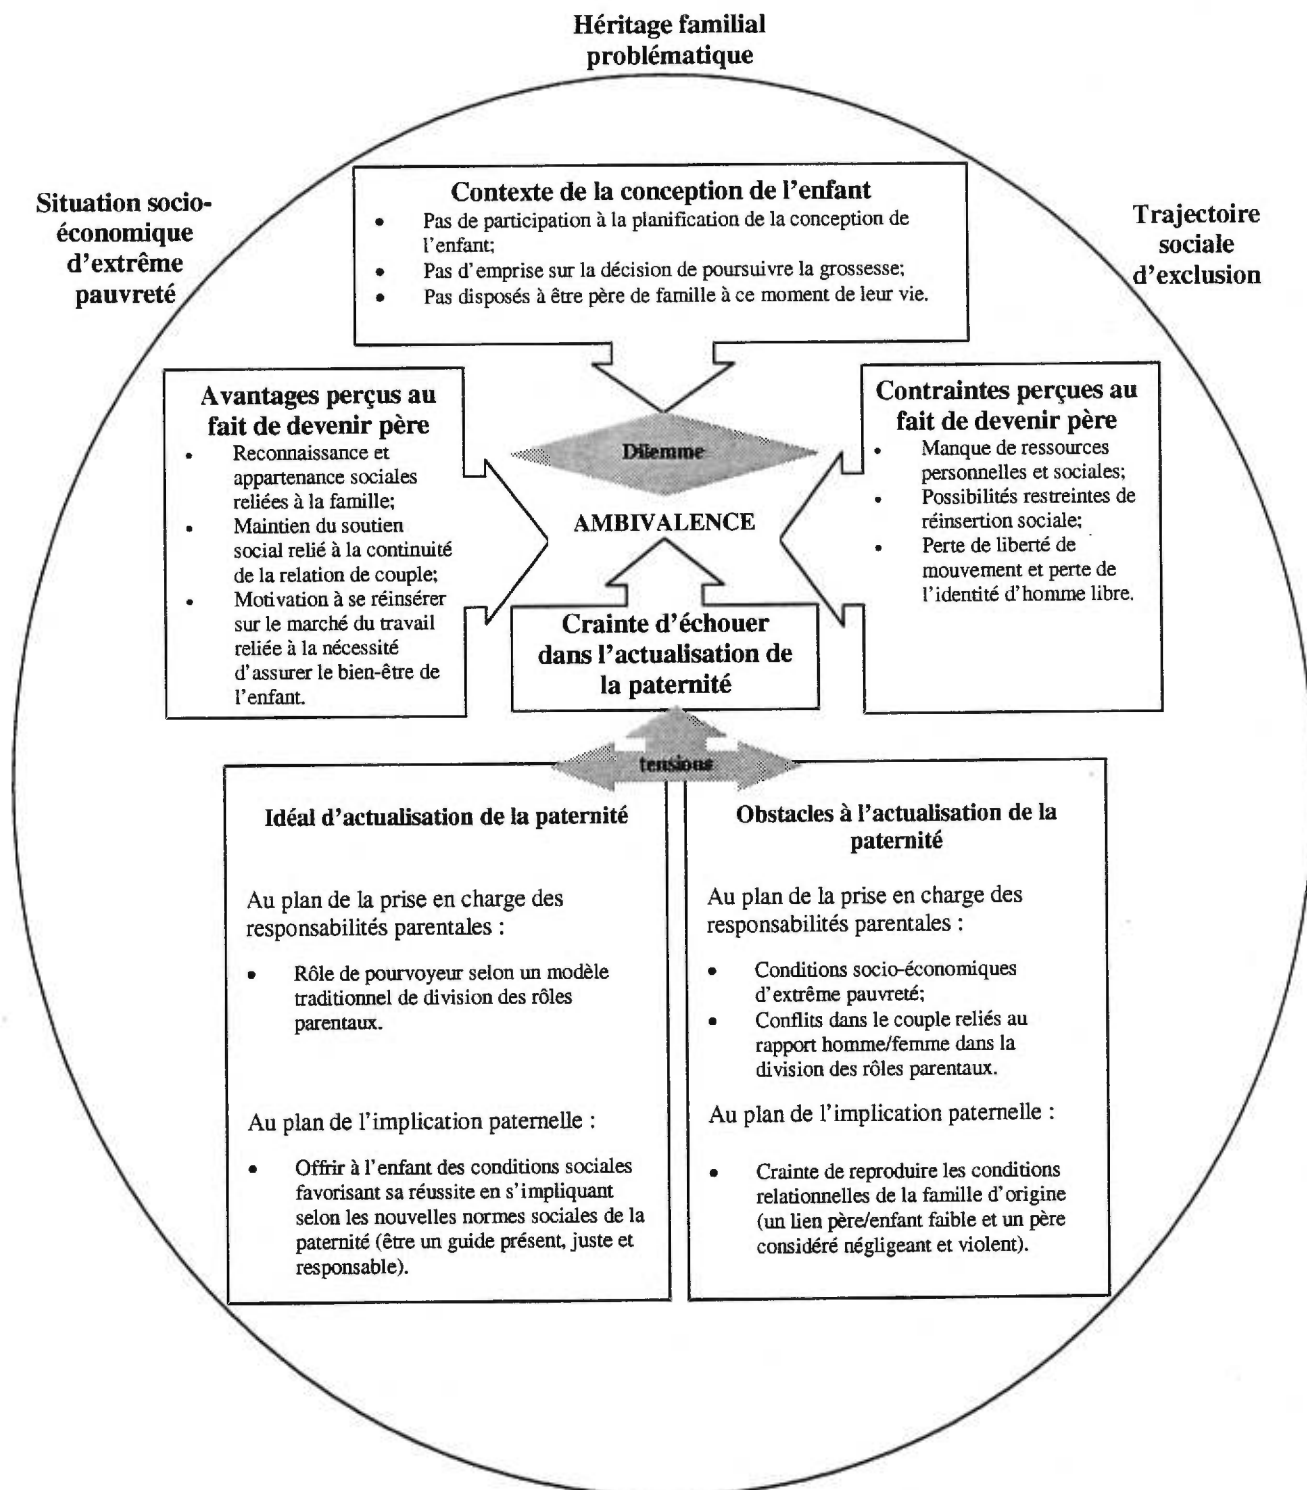 Héritage familial
problématique
Situation socio-
économique
d'extrême
pauvreté
Trajectoire
sociale
d'exclusion
Contexte de la conception de l'enfant
• Pas de participation à la planification de la conception de
l'enfant;
• Pas d'emprise sur la décision de poursuivre la grossesse;
• Pas disposés à être père de famille à ce moment de leur vie.
Avantages perçus au
fait de devenir père
• Reconnaissance et
appartenance sociales
reliées à la famille;
• Maintien du soutien
social relié à la continuité
de la relation de couple;
• Motivation à se réinsérer
sur le marché du travail
reliée à la nécessité
d'assurer le bien-être de
l'enfant.
Dilemme
AMBIVALENCE
Contraintes perçues au
fait de devenir père
• Manque de ressources
personnelles et sociales;
• Possibilités restreintes de
réinsertion sociale;
• Perte de liberté de
mouvement et perte de
l'identité d'homme libre.
Crainte d'échouer
dans l'actualisation de
la paternité
tensions
Idéal d'actualisation de la paternité
Au plan de la prise en charge des
responsabilités parentales :
• Rôle de pourvoyeur selon un modèle
traditionnel de division des rôles
parentaux.
Au plan de l'implication paternelle :
• Offrir à l'enfant des conditions sociales
favorisant sa réussite en s'impliquant
selon les nouvelles normes sociales de la
paternité (être un guide présent, juste et
responsable).
Obstacles à l'actualisation de la
paternité
Au plan de la prise en charge des
responsabilités parentales :
• Conditions socio-économiques
d'extrême pauvreté;
• Conflits dans le couple reliés au
rapport homme/femme dans la
division des rôles parentaux.
Au plan de l'implication paternelle :
• Crainte de reproduire les conditions
relationnelles de la famille d'origine
(un lien père/enfant faible et un père
considéré négligeant et violent).